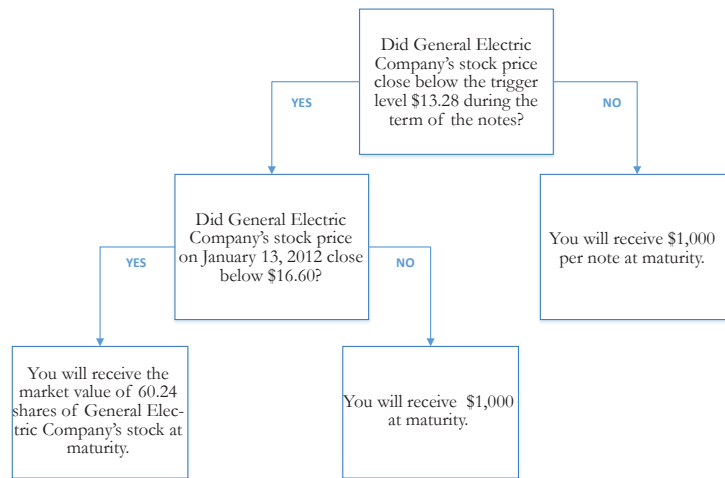 Did General Electric
Company's stock price
close below the trigger
level $13.28 during the
term of the notes?
YES
NO
Did General Electric
Company's stock price
on January 13, 2012 close
below $16.60?
You will receive $1,000
per note at maturity.
YES
NO
You will receive the
market value of 60.24
shares of General Elec-
tric Company's stock at
maturity.
You will receive $1,000
at maturity.